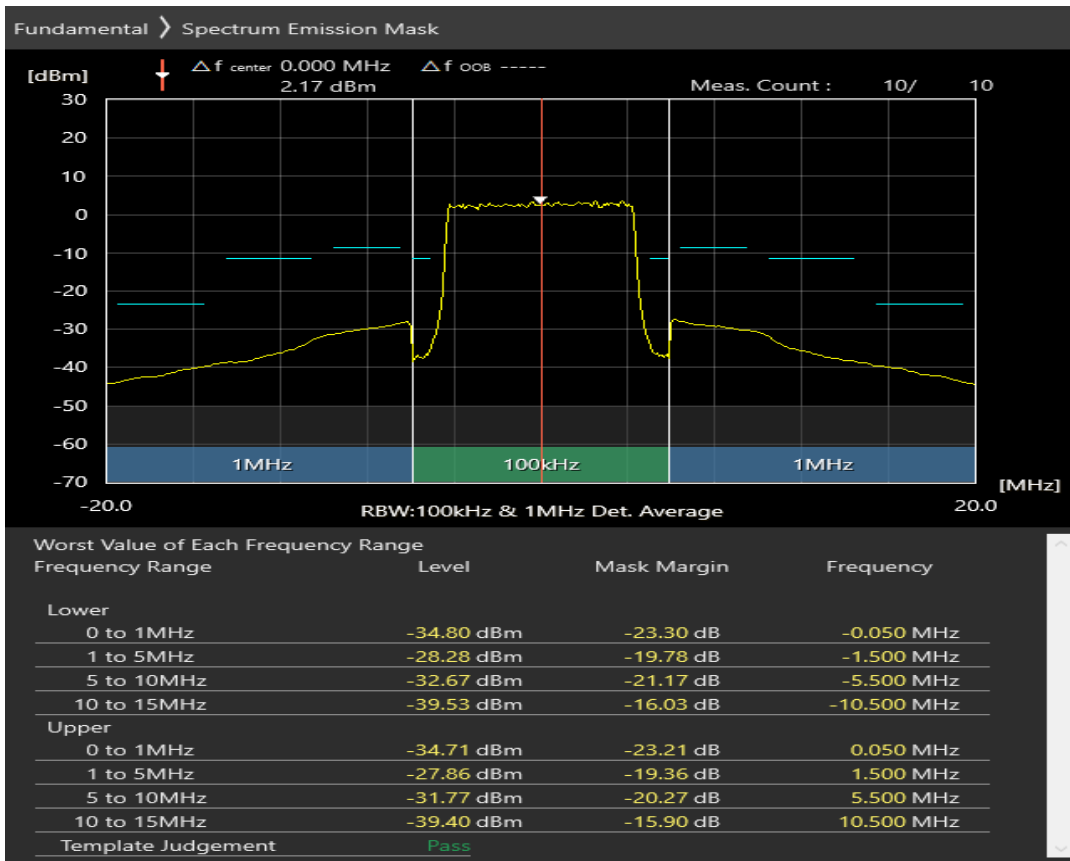 Fundamental ❯ Spectrum Emission Mask
[dBm]
△f center 0.000 MHz △f OOB -----
2.17 dBm
Meas. Count : 10/ 10
30
20
10
0
-10
-20
-30
-40
-50
-60
-70
1MHz 100kHz 1MHz
[MHz]
-20.0 RBW:100kHz & 1MHz Det. Average 20.0
Worst Value of Each Frequency Range
Frequency Range Level Mask Margin Frequency
Lower
0 to 1MHz -34.80 dBm -23.30 dB -0.050 MHz
1 to 5MHz -28.28 dBm -19.78 dB -1.500 MHz
5 to 10MHz -32.67 dBm -21.17 dB -5.500 MHz
10 to 15MHz -39.53 dBm -16.03 dB -10.500 MHz
Upper
0 to 1MHz -34.71 dBm -23.21 dB 0.050 MHz
1 to 5MHz -27.86 dBm -19.36 dB 1.500 MHz
5 to 10MHz -31.77 dBm -20.27 dB 5.500 MHz
10 to 15MHz -39.40 dBm -15.90 dB 10.500 MHz
Template Judgement Pass